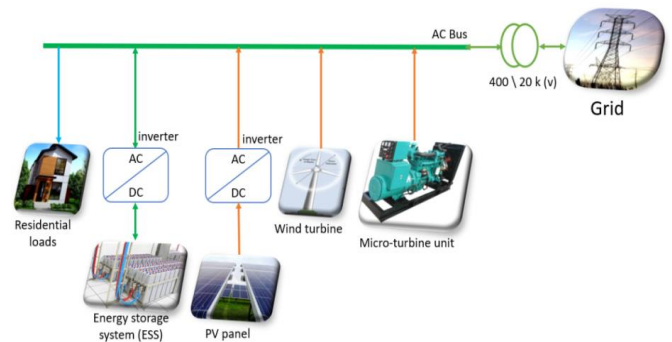 AC Bus
400 \ 20 k (v)
Grid
inverter
AC
DC
inverter
AC
DC
Residential
loads
Wind turbine
Micro-turbine unit
Energy storage
system (ESS)
PV panel